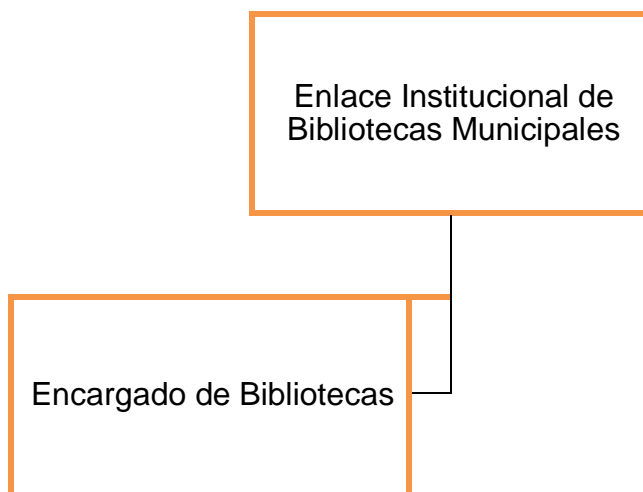 Enlace Institucional de
Bibliotecas Municipales
Encargado de Bibliotecas